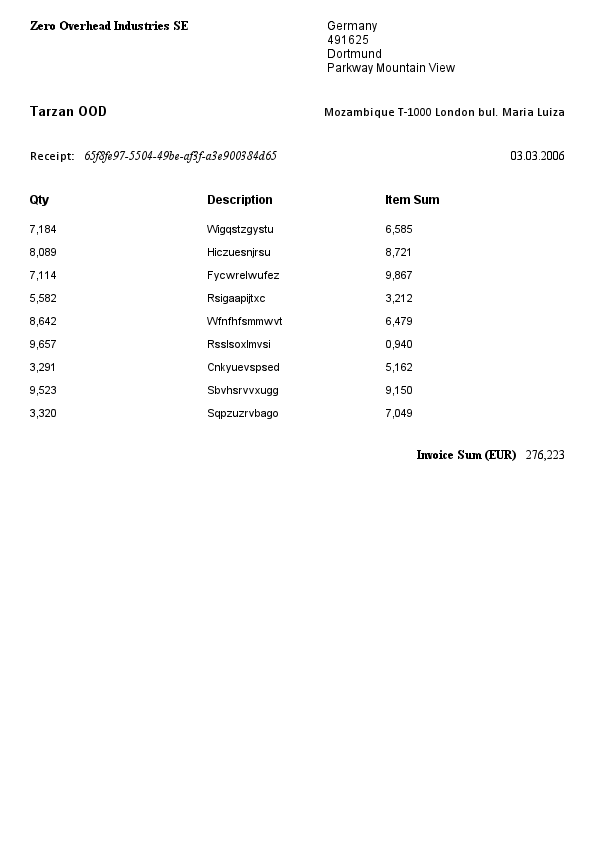 Zero Overhead Industries SE
Germany
491625
Dortmund
Parkway Mountain View
Tarzan OOD Mozambique T-1000 London bul. Maria Luiza
Receipt: 65f8fe97-5504-49be-af3f-a3e900384d65 03.03.2006
Qty Description Item Sum
7,184 Wigqstzgystu 6,585
8,089 Hiczuesnjrsu 8,721
7,114 Fycwrelwufez 9,867
5,582 Rsigaapijtxc 3,212
8,642 Wfnfhfsmmwvt 6,479
9,657 Rsslsoxlmvsi 0,940
3,291 Cnkyuevspsed 5,162
9,523 Sbvhsrvvxugg 9,150
3,320 Sqpzuzrvbago 7,049
Invoice Sum (EUR) 276,223